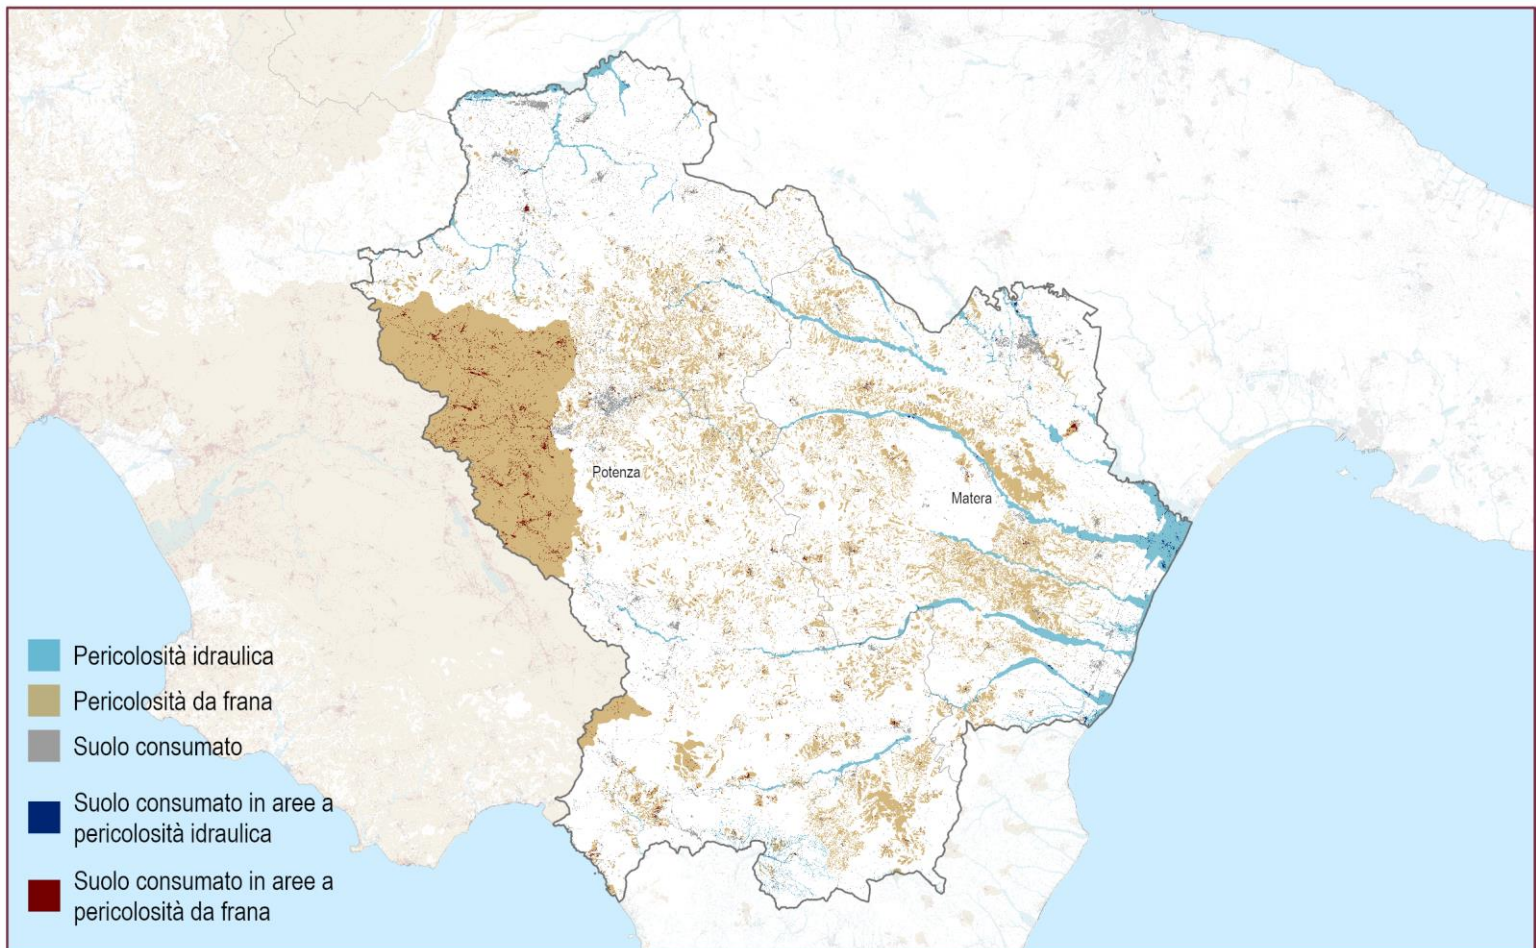 Potenza
Matera
Pericolosità idraulica
Pericolosità da frana
Suolo consumato
Suolo consumato in aree a
pericolosità idraulica
Suolo consumato in aree a
pericolosità da frana